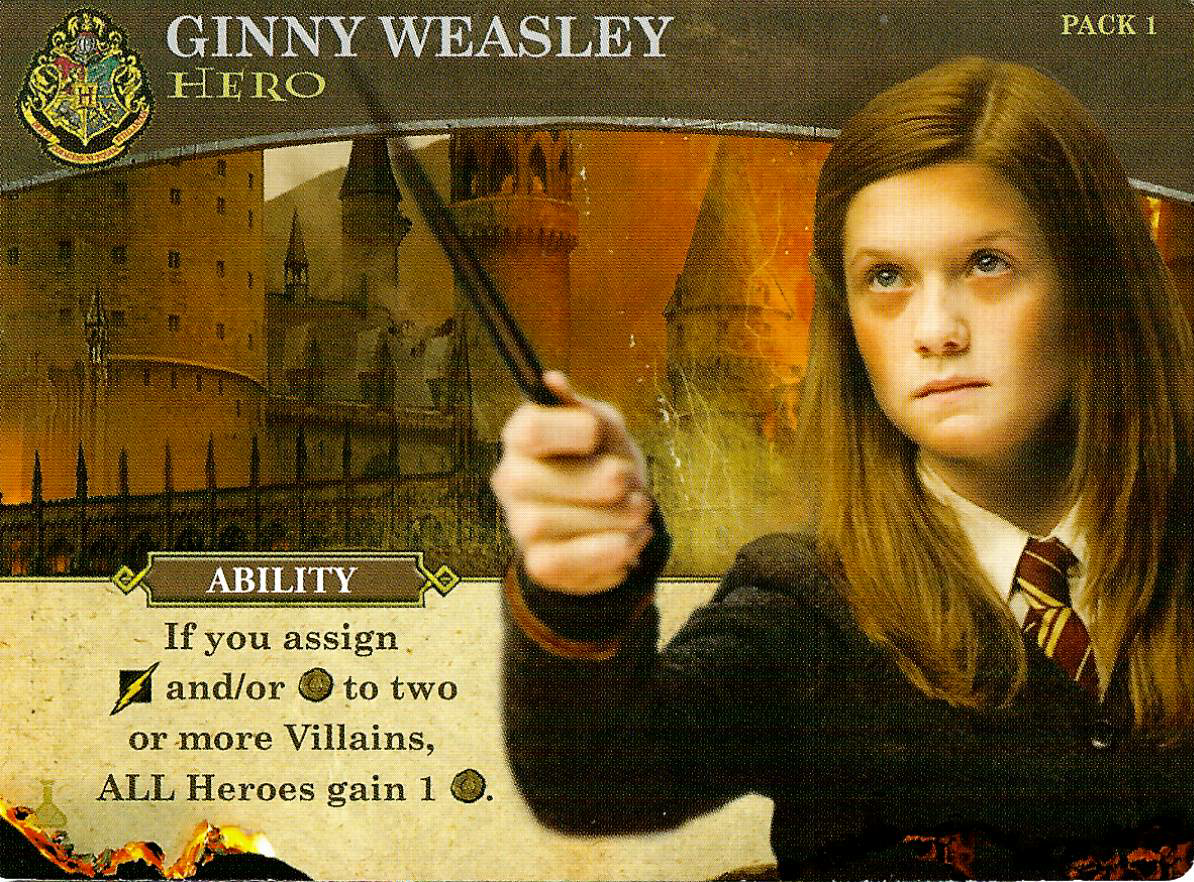 GINNY WEASLEY
PACK 1
HERO
H
ABILITY
If you assign
and/or to two
or more Villains,
ALL Heroes gain 1 .